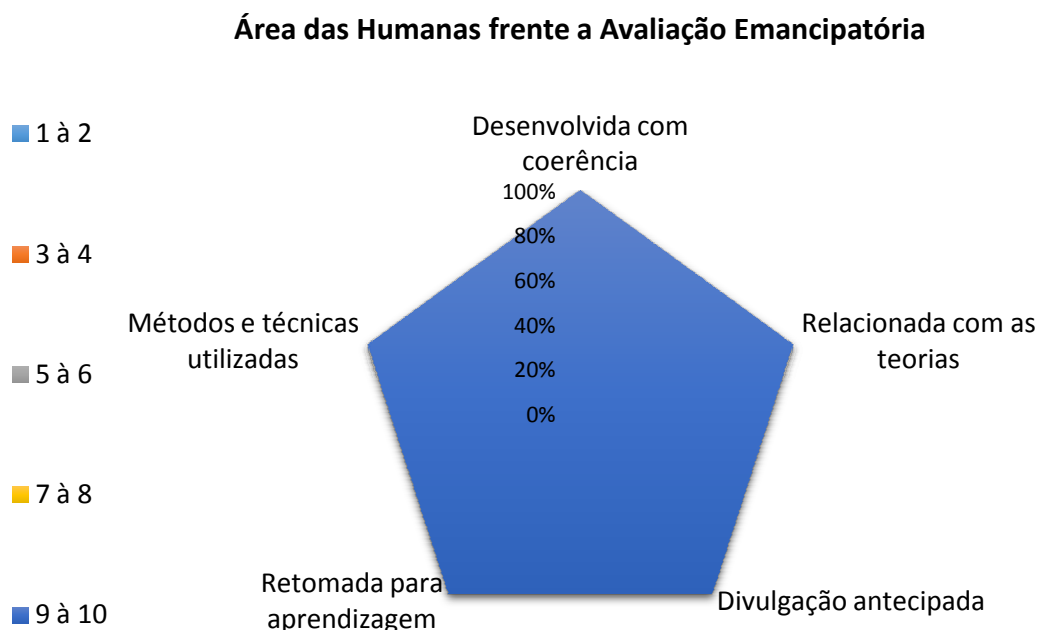 Área das Humanas frente a Avaliação Emancipatória
1 à 2
3 à 4
5 à 6
7 à 8
9 à 10
Desenvolvida com
coerência
100%
80%
60%
40%
20%
0%
Relacionada com as
teorias
Divulgação antecipada
Retomada para
aprendizagem
Métodos e técnicas
utilizadas